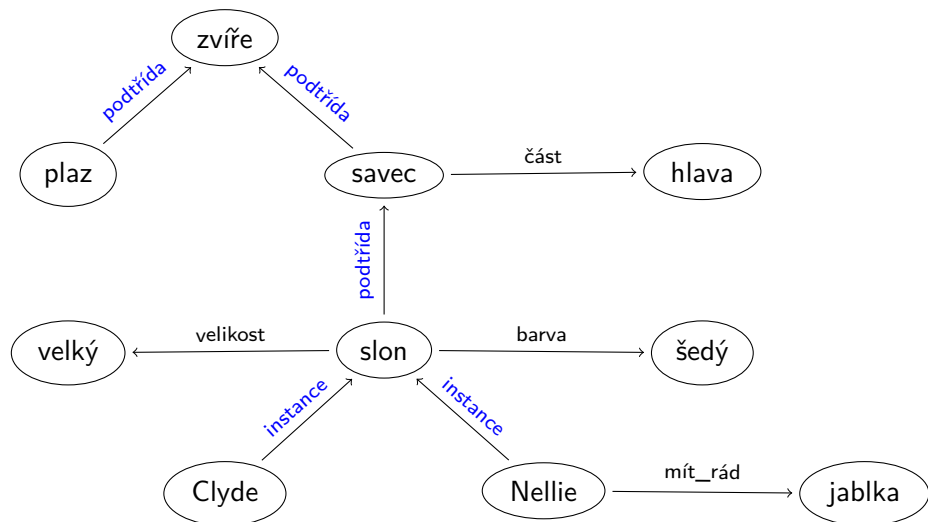 zvíře
podtřída
podtřída
plaz
savec
část
hlava
podtřída
velký
velikost
slon
barva
šedý
instance
instance
Clyde
Nellie
mít_rád
jablka